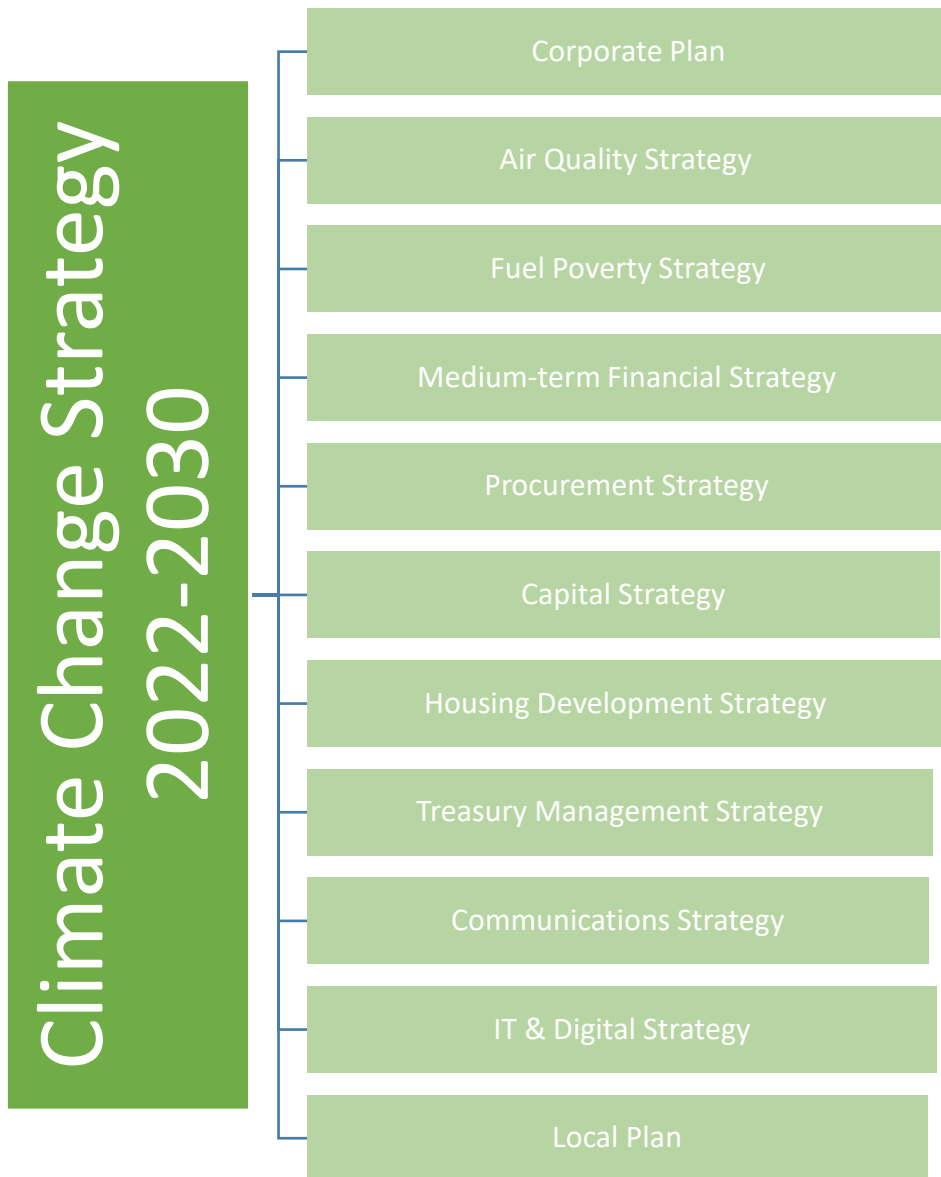 Climate Change Strategy
2022-2030
Corporate Plan
Air Quality Strategy
Fuel Poverty Strategy
Medium-term Financial Strategy
Procurement Strategy
Capital Strategy
Housing Development Strategy
Treasury Management Strategy
Communications Strategy
IT & Digital Strategy
Local Plan